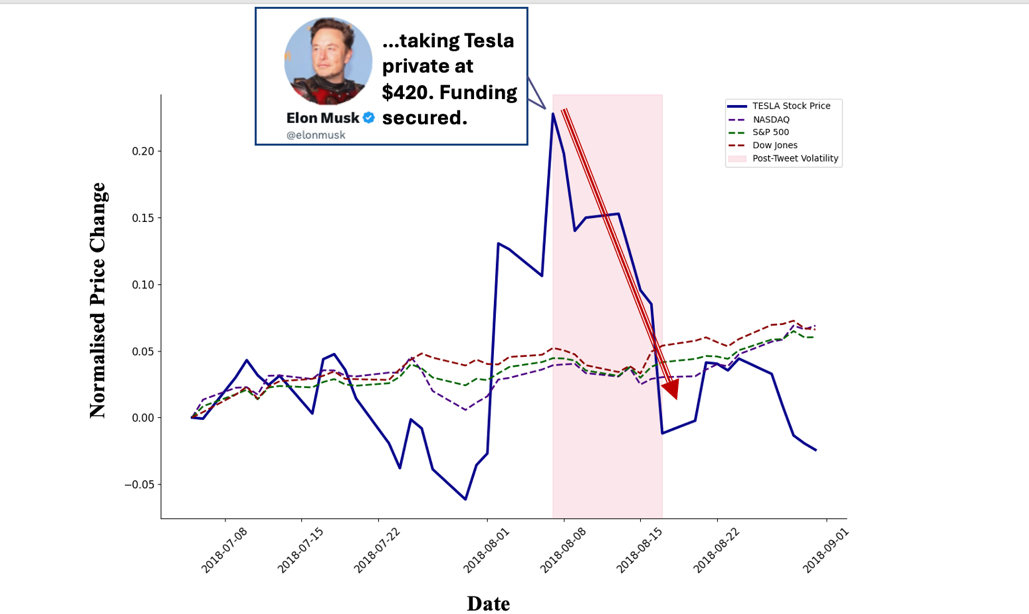 ...taking Tesla
private at
$420. Funding
secured.
Elon Musk
@elonmusk
TESLA Stock Price
NASDAQ
S&P 500
Dow Jones
Post-Tweet Volatility
Normalised Price Change
0.20
0.15
0.10
0.05
0.00
−0.05
2018-07-08
2018-07-15
2018-07-22
2018-08-01
2018-08-08
2018-08-15
2018-08-22
2018-09-01
Date